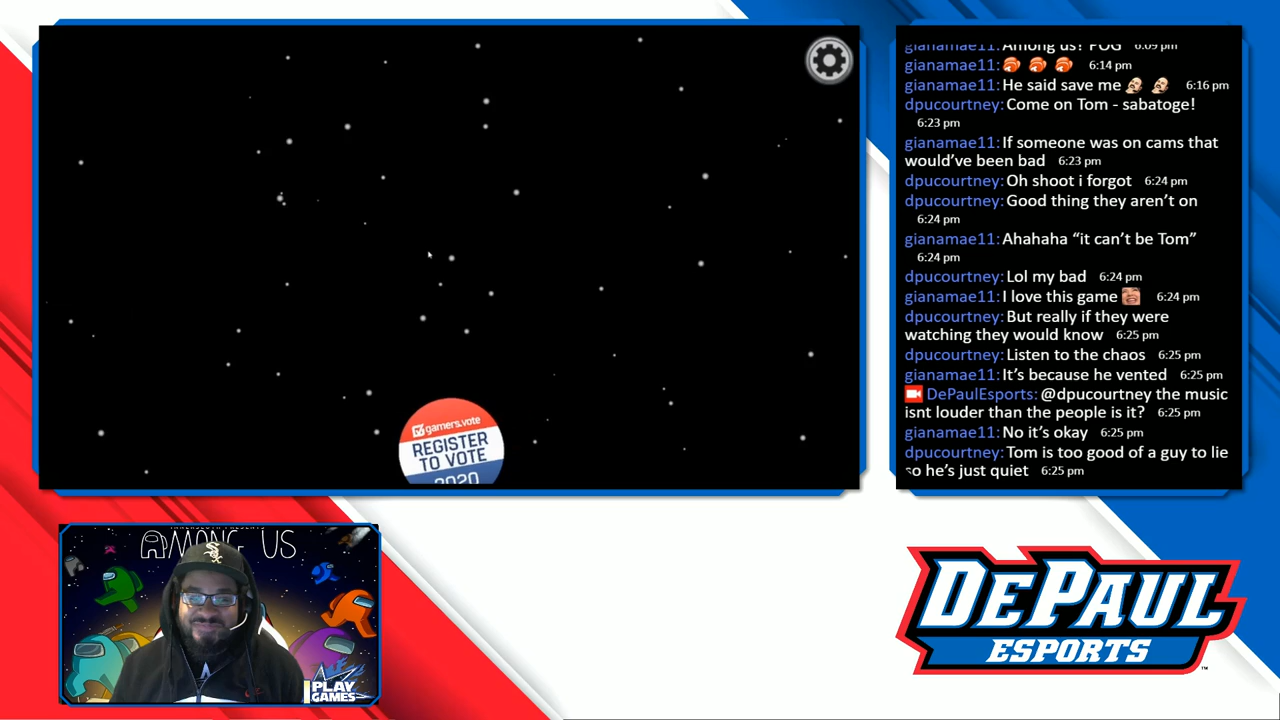 gianamae11: Among us? POG 6:09 pm
gianamae11: 6:14 pm
gianamae11: He said save me 6:16 pm
dpucourtney: Come on Tom - sabatoge!
6:23 pm
gianamae11: If someone was on cams that
would've been bad 6:23 pm
dpucourtney: Oh shoot i forgot 6:24 pm
dpucourtney: Good thing they aren't on
6:24 pm
gianamae11: Ahahaha “it can't be Tom”
6:24 pm
dpucourtney: Lol my bad 6:24 pm
gianamae11: I love this game 6:24 pm
dpucourtney: But really if they were
watching they would know 6:25 pm
dpucourtney: Listen to the chaos 6:25 pm
gianamae11: It's because he vented 6:25 pm
DePaulEsports: @dpucourtney the music
isnt louder than the people is it? 6:25 pm
gianamae11: No it's okay 6:25 pm
dpucourtney: Tom is too good of a guy to lie
so he's just quiet 6:25 pm
gamers.vote
REGISTER
TO VOTE
2020
INNERSLOTH PRESENTS
AMONG US
Sox
I PLAY
GAMES
DEPAUL
ESPORTS
TM